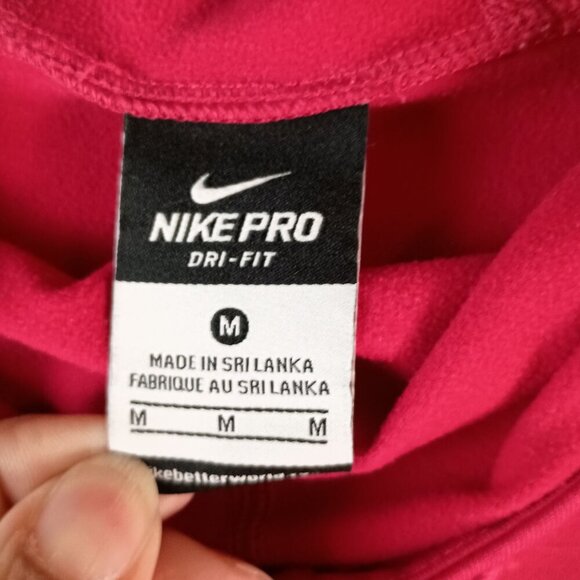 NIKE PRO
DRI-FIT
M
MADE IN SRI LANKA
FABRIQUE AU SRI LANKA
M M M